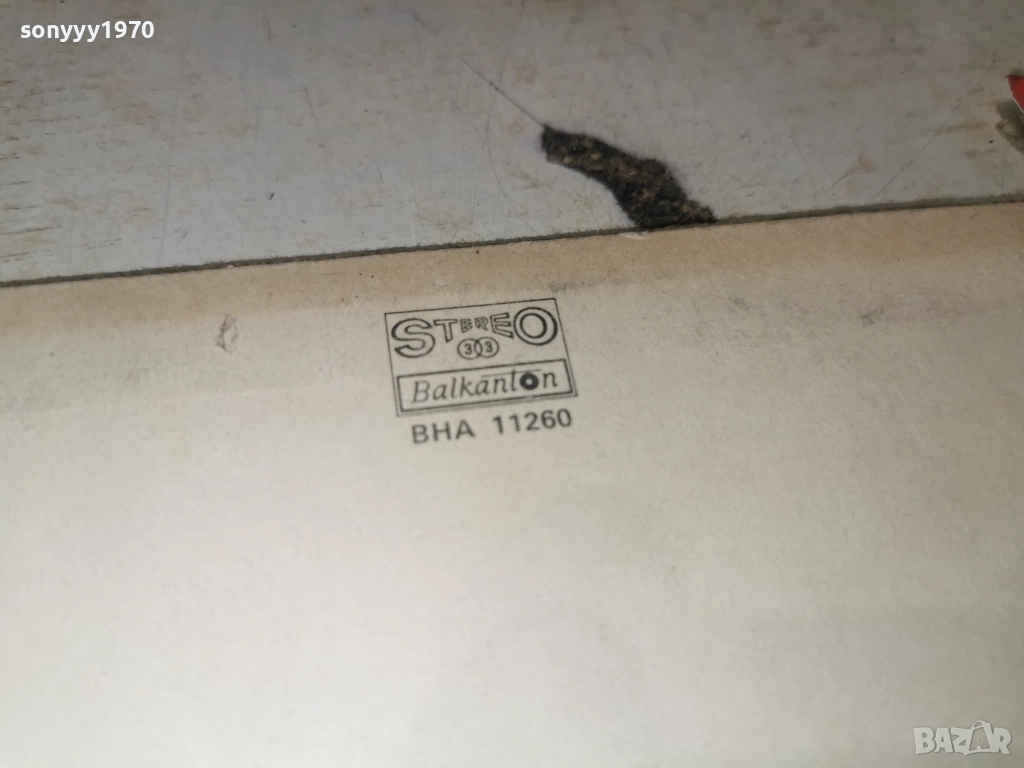 sonyyy1970
STEREO
33
Balkanton
BHA 11260
BAZAR